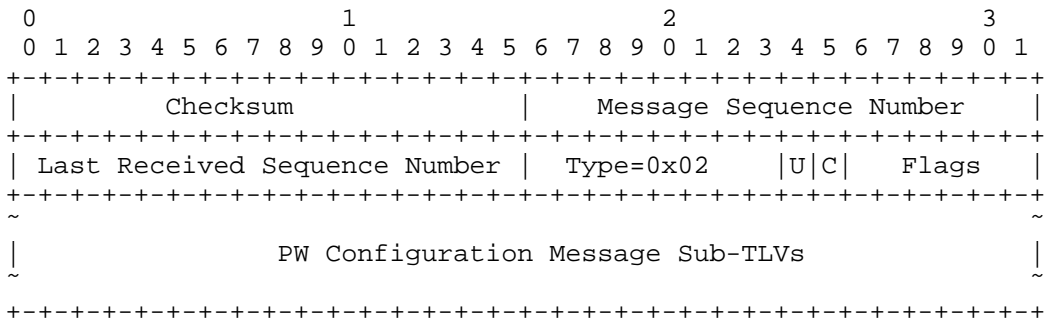 0                   1                   2                   3
 0 1 2 3 4 5 6 7 8 9 0 1 2 3 4 5 6 7 8 9 0 1 2 3 4 5 6 7 8 9 0 1
+-+-+-+-+-+-+-+-+-+-+-+-+-+-+-+-+-+-+-+-+-+-+-+-+-+-+-+-+-+-+-+-+
|         Checksum              |    Message Sequence Number    |
+-+-+-+-+-+-+-+-+-+-+-+-+-+-+-+-+-+-+-+-+-+-+-+-+-+-+-+-+-+-+-+-+
| Last Received Sequence Number |  Type=0x02    |U|C|   Flags   |
+-+-+-+-+-+-+-+-+-+-+-+-+-+-+-+-+-+-+-+-+-+-+-+-+-+-+-+-+-+-+-+-+
~                                                               ~
|                PW Configuration Message Sub-TLVs              |
~                                                               ~
+-+-+-+-+-+-+-+-+-+-+-+-+-+-+-+-+-+-+-+-+-+-+-+-+-+-+-+-+-+-+-+-+